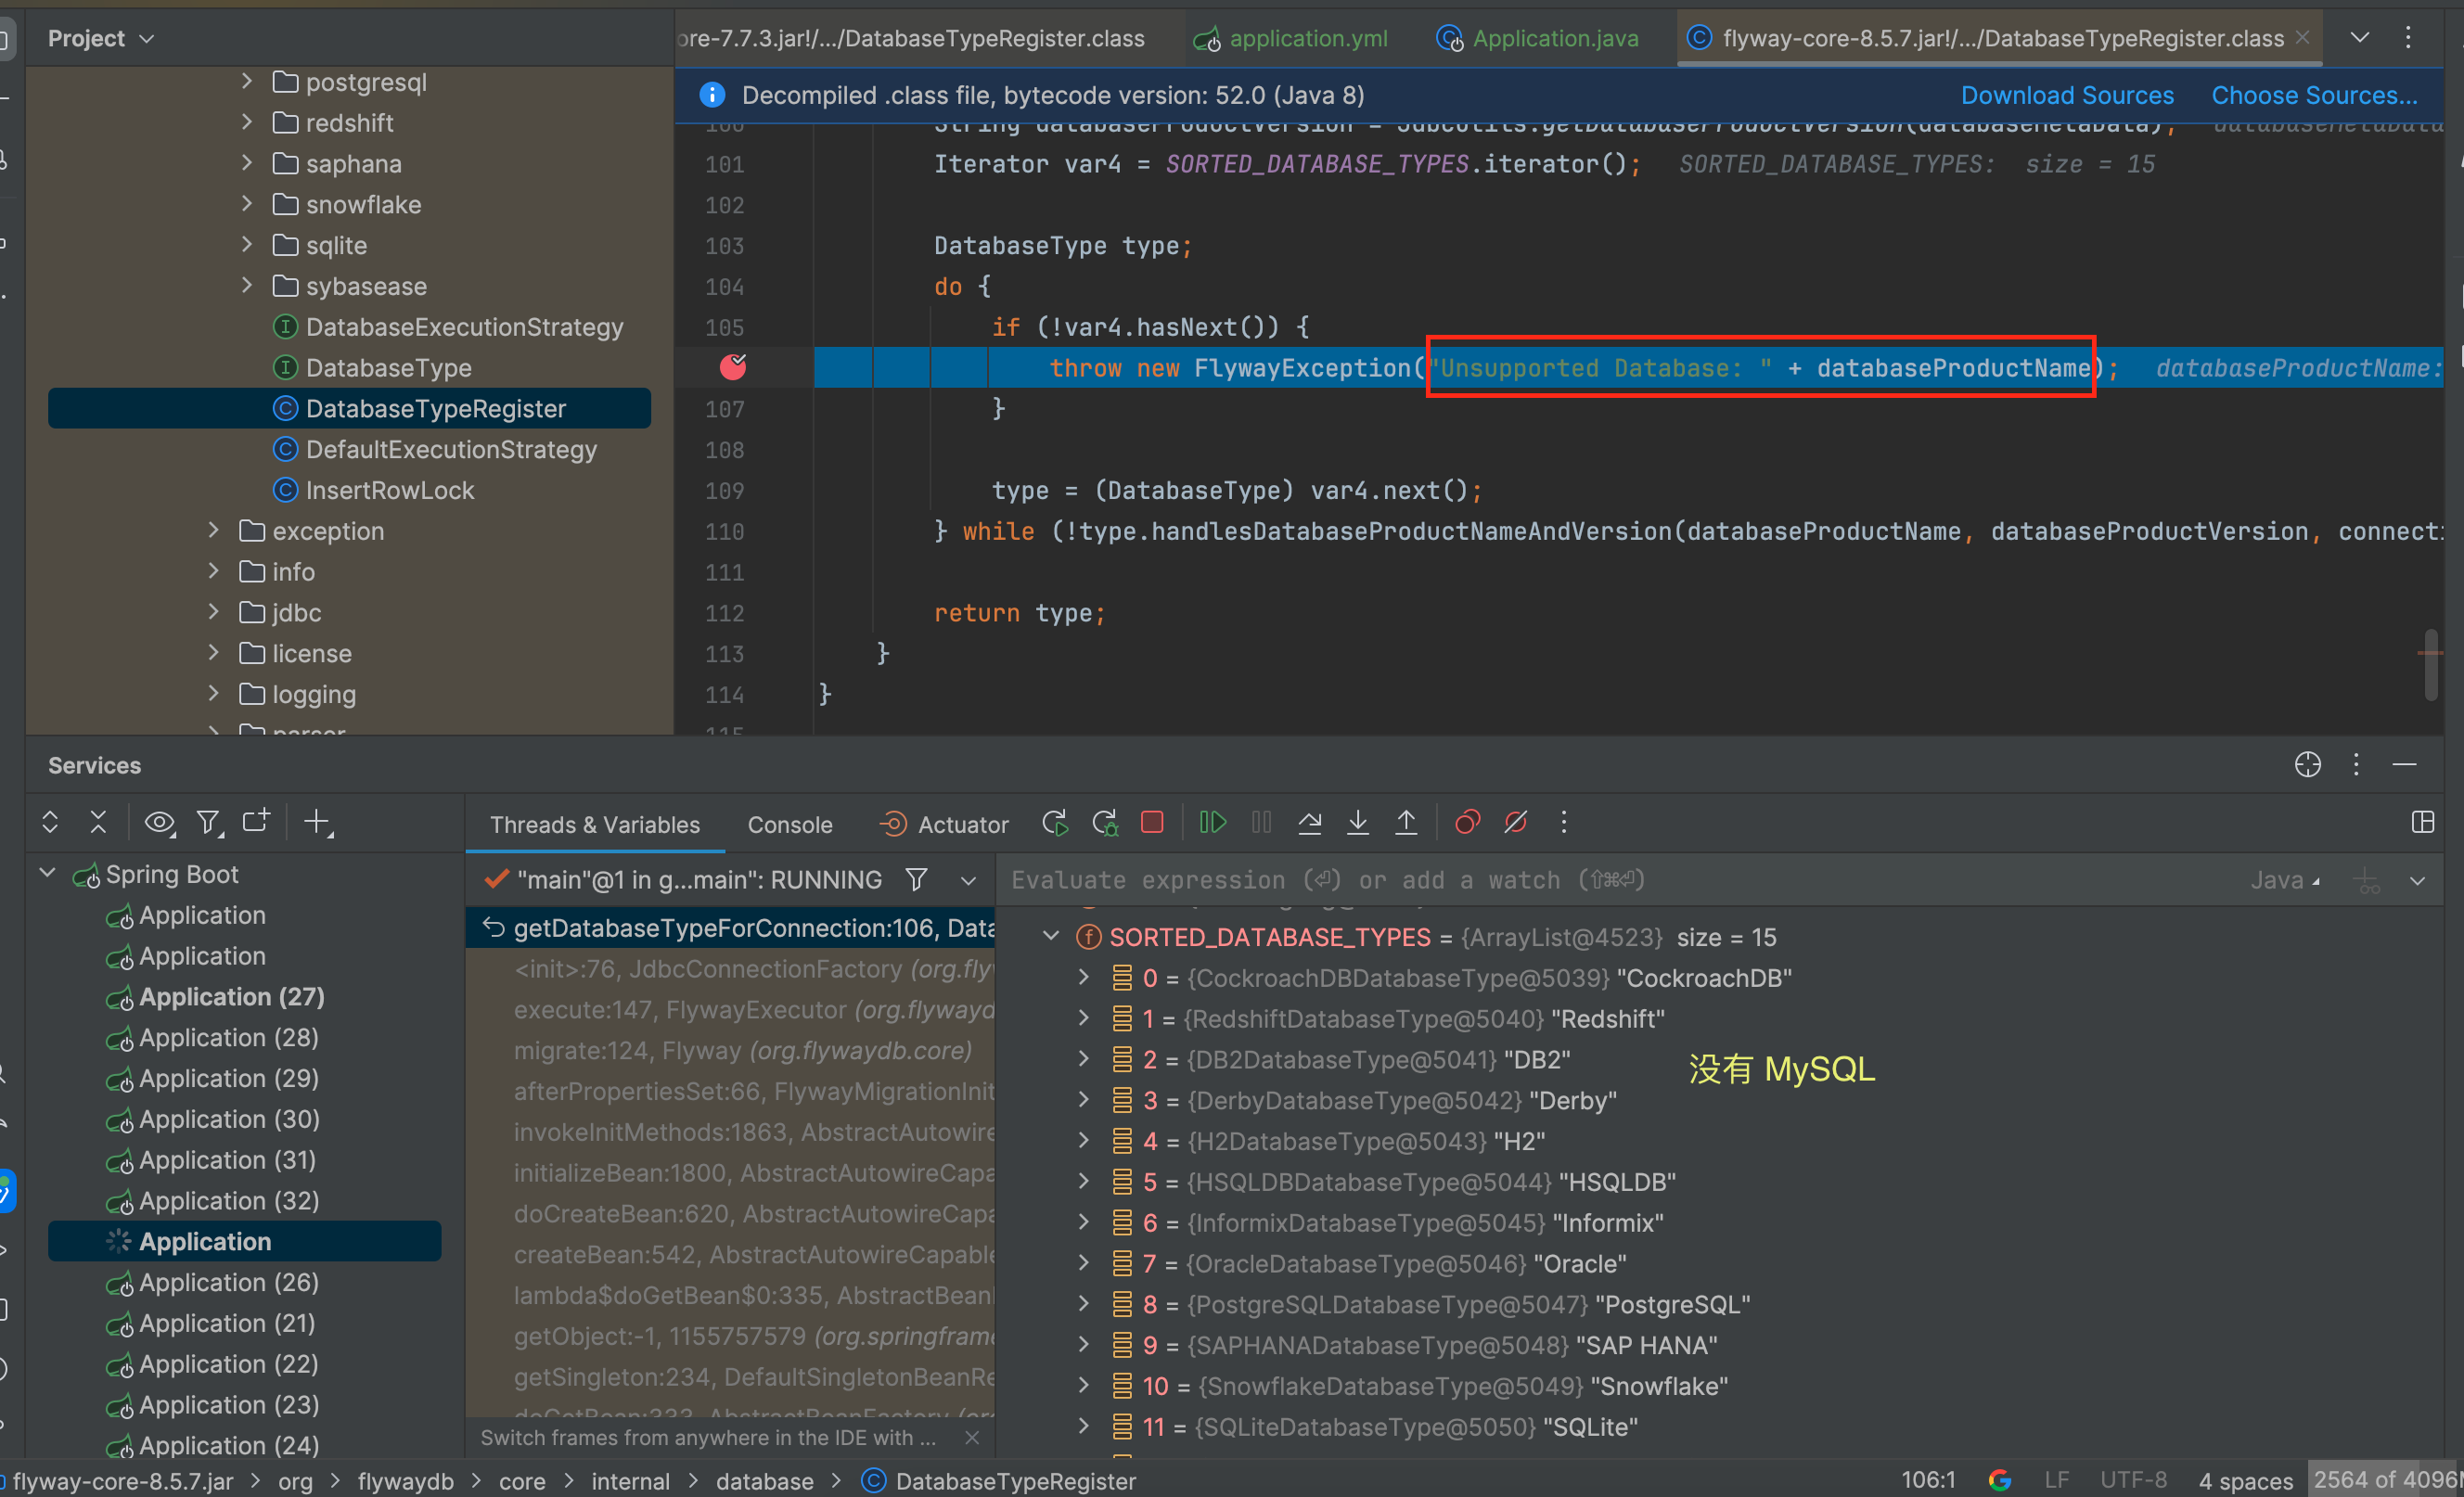 Project
ore-7.7.3.jar!/.../DatabaseTypeRegister.class
application.yml
Application.java
flyway-core-8.5.7.jar!/.../DatabaseTypeRegister.class
postgresql
redshift
saphana
snowflake
sqlite
sybasease
DatabaseExecutionStrategy
DatabaseType
DatabaseTypeRegister
DefaultExecutionStrategy
InsertRowLock
exception
info
jdbc
license
logging
parser
Decompiled .class file, bytecode version: 52.0 (Java 8)
Download Sources
Choose Sources...
100 String databaseProductVersion = JdbcUtils.getDatabaseProductVersion(databaseMetaData);
101 Iterator var4 = SORTED_DATABASE_TYPES.iterator(); SORTED_DATABASE_TYPES: size = 15
102
103 DatabaseType type;
104 do {
105 if (!var4.hasNext()) {
throw new FlywayException("Unsupported Database: " + databaseProductName); databaseProductName:
107 }
108
109 type = (DatabaseType) var4.next();
110 } while (!type.handlesDatabaseProductNameAndVersion(databaseProductName, databaseProductVersion, connecti
111
112 return type;
113 }
114 }
115
Services
Threads & Variables
Console
Actuator
Spring Boot
Application
Application
Application (27)
Application (28)
Application (29)
Application (30)
Application (31)
Application (32)
Application
Application (26)
Application (21)
Application (22)
Application (23)
Application (24)
"main"@1 in g...main": RUNNING
getDatabaseTypeForConnection:106, Data
<init>:76, JdbcConnectionFactory (org.fly
execute:147, FlywayExecutor (org.flywayd
migrate:124, Flyway (org.flywaydb.core)
afterPropertiesSet:66, FlywayMigrationInit
invokeInitMethods:1863, AbstractAutowire
initializeBean:1800, AbstractAutowireCapa
doCreateBean:620, AbstractAutowireCapa
createBean:542, AbstractAutowireCapable
lambda$doGetBean$0:335, AbstractBean
getObject:-1, 1155757579 (org.springframe
getSingleton:234, DefaultSingletonBeanRe
doGetBean:333, AbstractBeanFactory (org
Switch frames from anywhere in the IDE with ...
Evaluate expression (⏎) or add a watch (⇧⌘⏎)
Java
SORTED_DATABASE_TYPES = {ArrayList@4523} size = 15
0 = {CockroachDBDatabaseType@5039} "CockroachDB"
1 = {RedshiftDatabaseType@5040} "Redshift"
2 = {DB2DatabaseType@5041} "DB2"
没有 MySQL
3 = {DerbyDatabaseType@5042} "Derby"
4 = {H2DatabaseType@5043} "H2"
5 = {HSQLDBDatabaseType@5044} "HSQLDB"
6 = {InformixDatabaseType@5045} "Informix"
7 = {OracleDatabaseType@5046} "Oracle"
8 = {PostgreSQLDatabaseType@5047} "PostgreSQL"
9 = {SAPHANADatabaseType@5048} "SAP HANA"
10 = {SnowflakeDatabaseType@5049} "Snowflake"
11 = {SQLiteDatabaseType@5050} "SQLite"
flyway-core-8.5.7.jar > org > flywaydb > core > internal > database > DatabaseTypeRegister
106:1
LF
UTF-8
4 spaces
2564 of 4096M